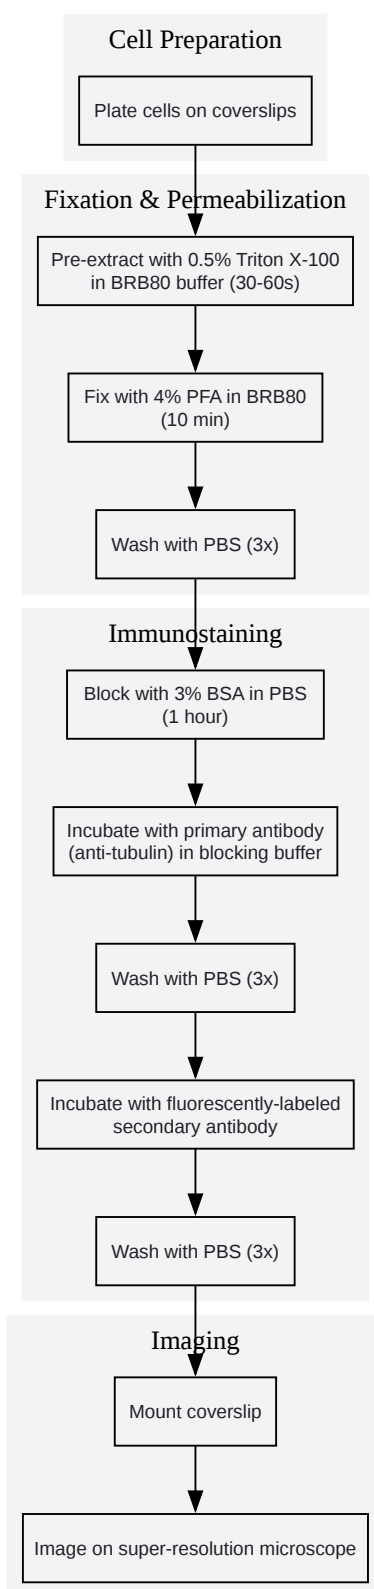 Cell Preparation
Plate cells on coverslips
Fixation & Permeabilization
Pre-extract with 0.5% Triton X-100
in BRB80 buffer (30-60s)
Fix with 4% PFA in BRB80
(10 min)
Wash with PBS (3x)
Immunostaining
Block with 3% BSA in PBS
(1 hour)
Incubate with primary antibody
(anti-tubulin) in blocking buffer
Wash with PBS (3x)
Incubate with fluorescently-labeled
secondary antibody
Wash with PBS (3x)
Imaging
Mount coverslip
Image on super-resolution microscope